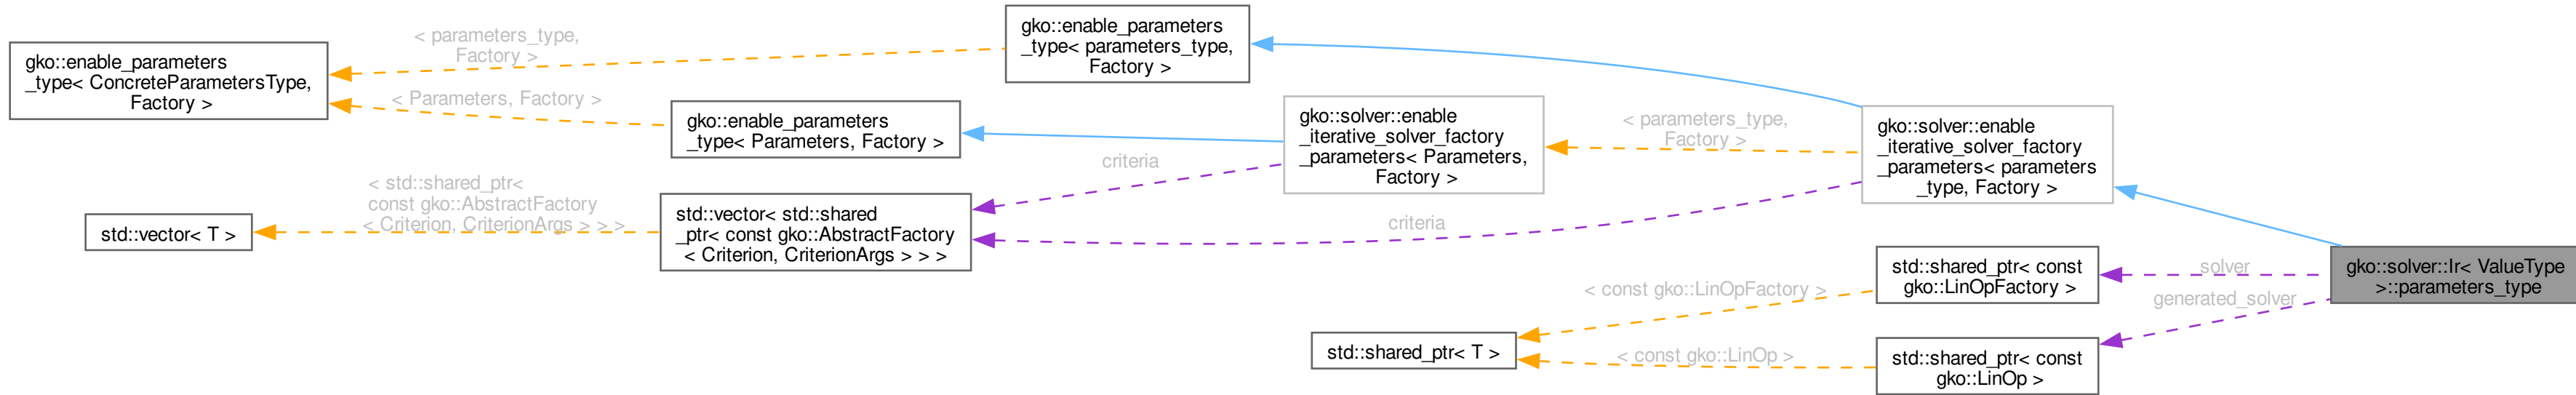 gko::enable_parameters
_type< ConcreteParametersType,
Factory >
< parameters_type,
Factory >
< Parameters, Factory >
gko::enable_parameters
_type< parameters_type,
Factory >
gko::enable_parameters
_type< Parameters, Factory >
std::vector< T >
< std::shared_ptr<
const gko::AbstractFactory
< Criterion, CriterionArgs > > >
std::vector< std::shared
_ptr< const gko::AbstractFactory
< Criterion, CriterionArgs > > >
criteria
criteria
gko::solver::enable
_iterative_solver_factory
_parameters< Parameters,
Factory >
< parameters_type,
Factory >
gko::solver::enable
_iterative_solver_factory
_parameters< parameters
_type, Factory >
std::shared_ptr< T >
< const gko::LinOpFactory >
< const gko::LinOp >
std::shared_ptr< const
gko::LinOpFactory >
std::shared_ptr< const
gko::LinOp >
solver
generated_solver
gko::solver::Ir< ValueType
>::parameters_type